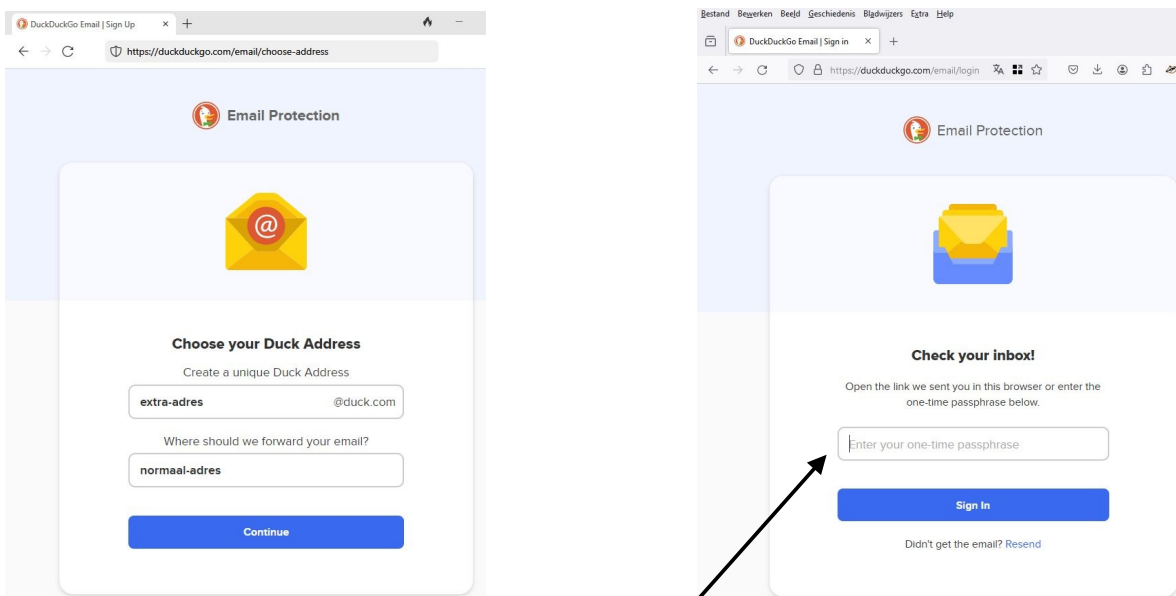 DuckDuckGo Email | Sign Up
https://duckduckgo.com/email/choose-address
Email Protection
@
Choose your Duck Address
Create a unique Duck Address
extra-adres @duck.com
Where should we forward your email?
normaal-adres
Continue
Bestand Bewerken Beeld Geschiedenis Bladwijzers Extra Help
DuckDuckGo Email | Sign in
https://duckduckgo.com/email/login
Email Protection
Check your inbox!
Open the link we sent you in this browser or enter the
one-time passphrase below.
Enter your one-time passphrase
Sign In
Didn't get the email? Resend